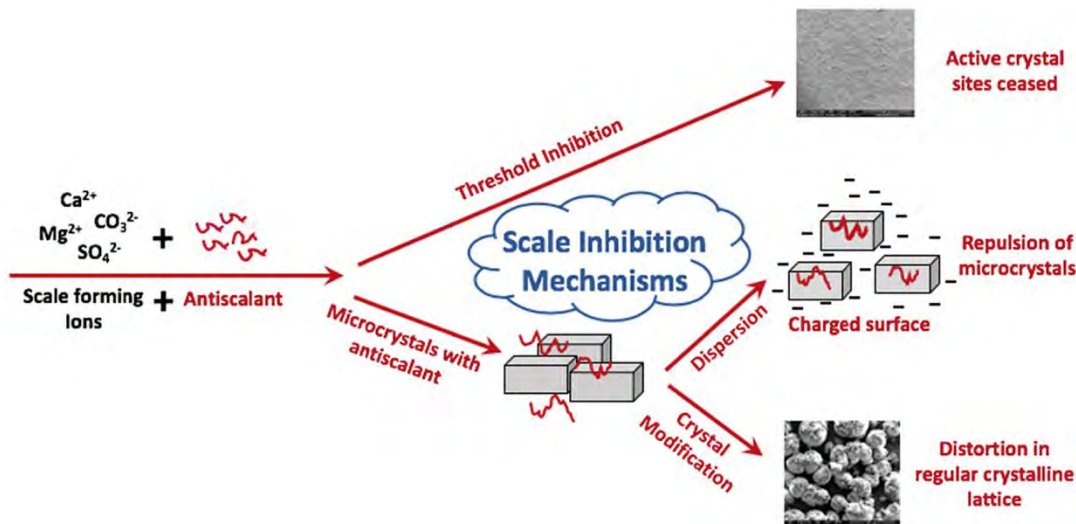 Ca²⁺
Mg²⁺ CO₃²⁻
SO₄²⁻
+
Scale forming
Ions
+ Antiscalant
Threshold Inhibition
Microcrystals with
antiscalant
Scale Inhibition
Mechanisms
Dispersion
Crystal
Modification
Active crystal
sites ceased
Charged surface
Repulsion of
microcrystals
Distortion in
regular crystalline
lattice